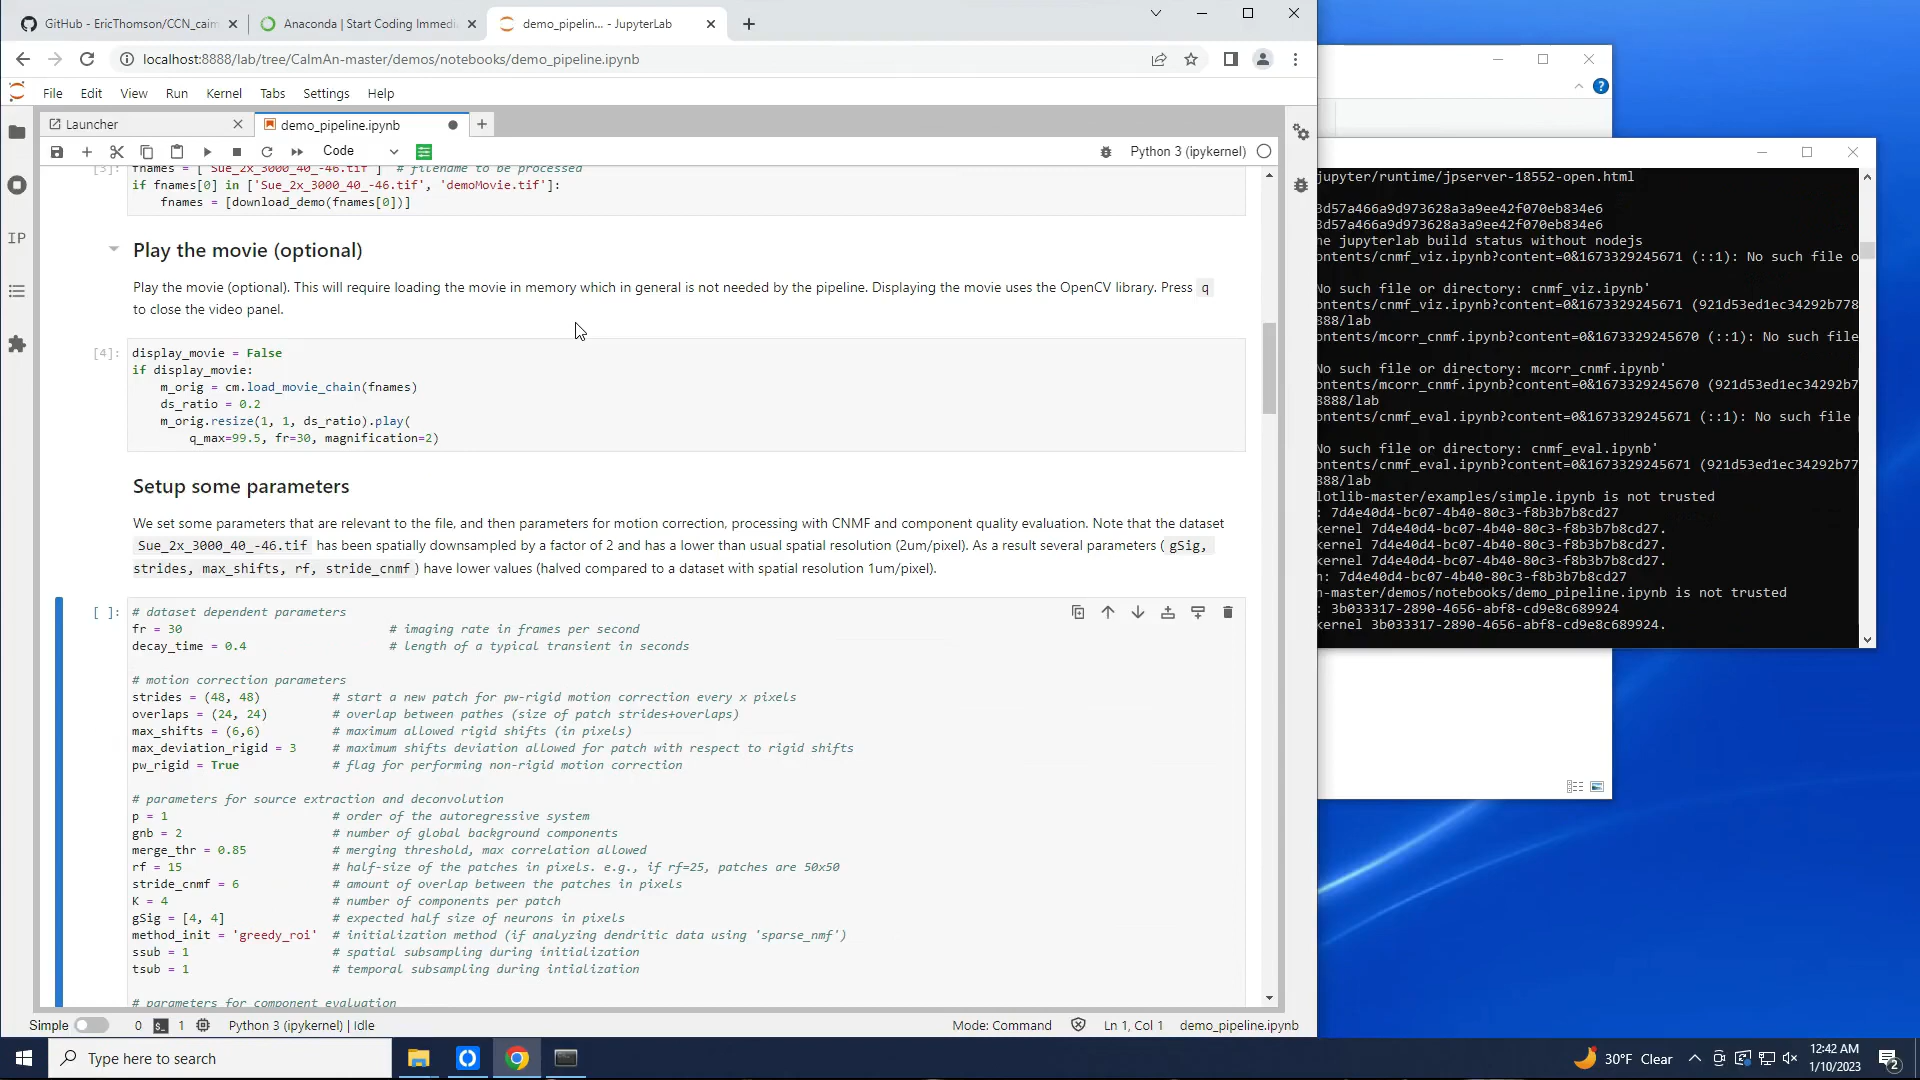 GitHub - EricThomson/CCN_caim
Anaconda | Start Coding Immedi
demo_pipelin... - JupyterLab
localhost:8888/lab/tree/CaImAn-master/demos/notebooks/demo_pipeline.ipynb
File Edit View Run Kernel Tabs Settings Help
Launcher
demo_pipeline.ipynb
Code
Python 3 (ipykernel)
[3]: fnames = ['Sue_2x_3000_40_-46.tif'] # filename to be processed
if fnames[0] in ['Sue_2x_3000_40_-46.tif', 'demoMovie.tif']:
fnames = [download_demo(fnames[0])]
Play the movie (optional)
Play the movie (optional). This will require loading the movie in memory which in general is not needed by the pipeline. Displaying the movie uses the OpenCV library. Press q
to close the video panel.
[4]: display_movie = False
if display_movie:
m_orig = cm.load_movie_chain(fnames)
ds_ratio = 0.2
m_orig.resize(1, 1, ds_ratio).play(
q_max=99.5, fr=30, magnification=2)
Setup some parameters
We set some parameters that are relevant to the file, and then parameters for motion correction, processing with CNMF and component quality evaluation. Note that the dataset
Sue_2x_3000_40_-46.tif has been spatially downsampled by a factor of 2 and has a lower than usual spatial resolution (2um/pixel). As a result several parameters ( gSig,
strides, max_shifts, rf, stride_cnmf ) have lower values (halved compared to a dataset with spatial resolution 1um/pixel).
[ ]: # dataset dependent parameters
fr = 30 # imaging rate in frames per second
decay_time = 0.4 # length of a typical transient in seconds
# motion correction parameters
strides = (48, 48) # start a new patch for pw-rigid motion correction every x pixels
overlaps = (24, 24) # overlap between pathes (size of patch strides+overlaps)
max_shifts = (6,6) # maximum allowed rigid shifts (in pixels)
max_deviation_rigid = 3 # maximum shifts deviation allowed for patch with respect to rigid shifts
pw_rigid = True # flag for performing non-rigid motion correction
# parameters for source extraction and deconvolution
p = 1 # order of the autoregressive system
gnb = 2 # number of global background components
merge_thr = 0.85 # merging threshold, max correlation allowed
rf = 15 # half-size of the patches in pixels. e.g., if rf=25, patches are 50x50
stride_cnmf = 6 # amount of overlap between the patches in pixels
K = 4 # number of components per patch
gSig = [4, 4] # expected half size of neurons in pixels
method_init = 'greedy_roi' # initialization method (if analyzing dendritic data using 'sparse_nmf')
ssub = 1 # spatial subsampling during initialization
tsub = 1 # temporal subsampling during intialization
# parameters for component evaluation
Simple 0 1 Python 3 (ipykernel) | Idle
Mode: Command Ln 1, Col 1 demo_pipeline.ipynb
IP
jupyter/runtime/jpserver-18552-open.html
3d57a466a9d973628a3a9ee42f070eb834e6
3d57a466a9d973628a3a9ee42f070eb834e6
he jupyterlab build status without nodejs
ontents/cnmf_viz.ipynb?content=0&1673329245671 (::1): No such file o
No such file or directory: cnmf_viz.ipynb'
ontents/cnmf_viz.ipynb?content=0&1673329245671 (921d53ed1ec34292b778
888/lab
ontents/mcorr_cnmf.ipynb?content=0&1673329245670 (::1): No such file
No such file or directory: mcorr_cnmf.ipynb'
ontents/mcorr_cnmf.ipynb?content=0&1673329245670 (921d53ed1ec34292b7
8888/lab
ontents/cnmf_eval.ipynb?content=0&1673329245671 (::1): No such file
No such file or directory: cnmf_eval.ipynb'
ontents/cnmf_eval.ipynb?content=0&1673329245671 (921d53ed1ec34292b77
888/lab
lotlib-master/examples/simple.ipynb is not trusted
: 7d4e40d4-bc07-4b40-80c3-f8b3b7b8cd27
kernel 7d4e40d4-bc07-4b40-80c3-f8b3b7b8cd27.
kernel 7d4e40d4-bc07-4b40-80c3-f8b3b7b8cd27.
kernel 7d4e40d4-bc07-4b40-80c3-f8b3b7b8cd27.
n: 7d4e40d4-bc07-4b40-80c3-f8b3b7b8cd27
n-master/demos/notebooks/demo_pipeline.ipynb is not trusted
: 3b033317-2890-4656-abf8-cd9e8c689924
kernel 3b033317-2890-4656-abf8-cd9e8c689924.
Type here to search
30°F Clear
12:42 AM
1/10/2023
2